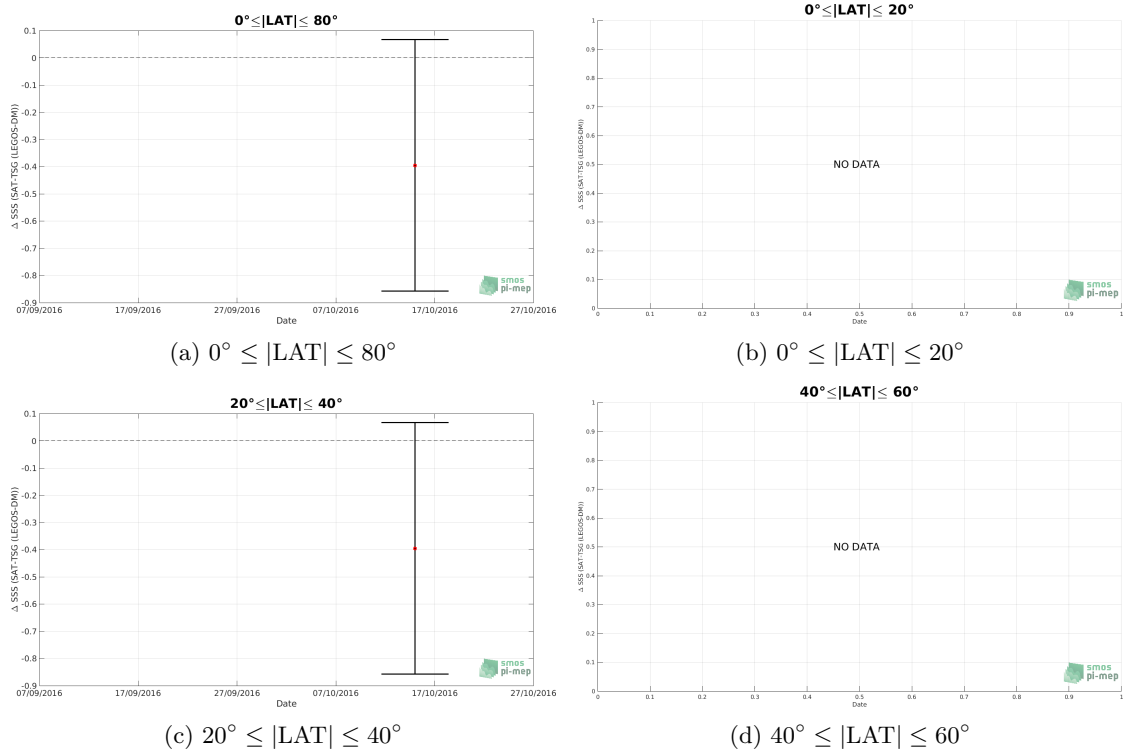 0°≤|LAT|≤ 80°
0.1
0
-0.1
-0.2
-0.3
-0.4
-0.5
-0.6
-0.7
-0.8
-0.9
Δ SSS (SAT-TSG (LEGOS-DM))
07/09/2016 17/09/2016 27/09/2016 07/10/2016 17/10/2016 27/10/2016
Date
smos
pi-mep
(a) 0° ≤ |LAT| ≤ 80°
0°≤|LAT|≤ 20°
1
0.9
0.8
0.7
0.6
0.5
0.4
0.3
0.2
0.1
0
Δ SSS (SAT-TSG (LEGOS-DM))
NO DATA
0 0.1 0.2 0.3 0.4 0.5 0.6 0.7 0.8 0.9 1
Date
smos
pi-mep
(b) 0° ≤ |LAT| ≤ 20°
20°≤|LAT|≤ 40°
0.1
0
-0.1
-0.2
-0.3
-0.4
-0.5
-0.6
-0.7
-0.8
-0.9
Δ SSS (SAT-TSG (LEGOS-DM))
07/09/2016 17/09/2016 27/09/2016 07/10/2016 17/10/2016 27/10/2016
Date
smos
pi-mep
(c) 20° ≤ |LAT| ≤ 40°
40°≤|LAT|≤ 60°
1
0.9
0.8
0.7
0.6
0.5
0.4
0.3
0.2
0.1
0
Δ SSS (SAT-TSG (LEGOS-DM))
NO DATA
0 0.1 0.2 0.3 0.4 0.5 0.6 0.7 0.8 0.9 1
Date
smos
pi-mep
(d) 40° ≤ |LAT| ≤ 60°